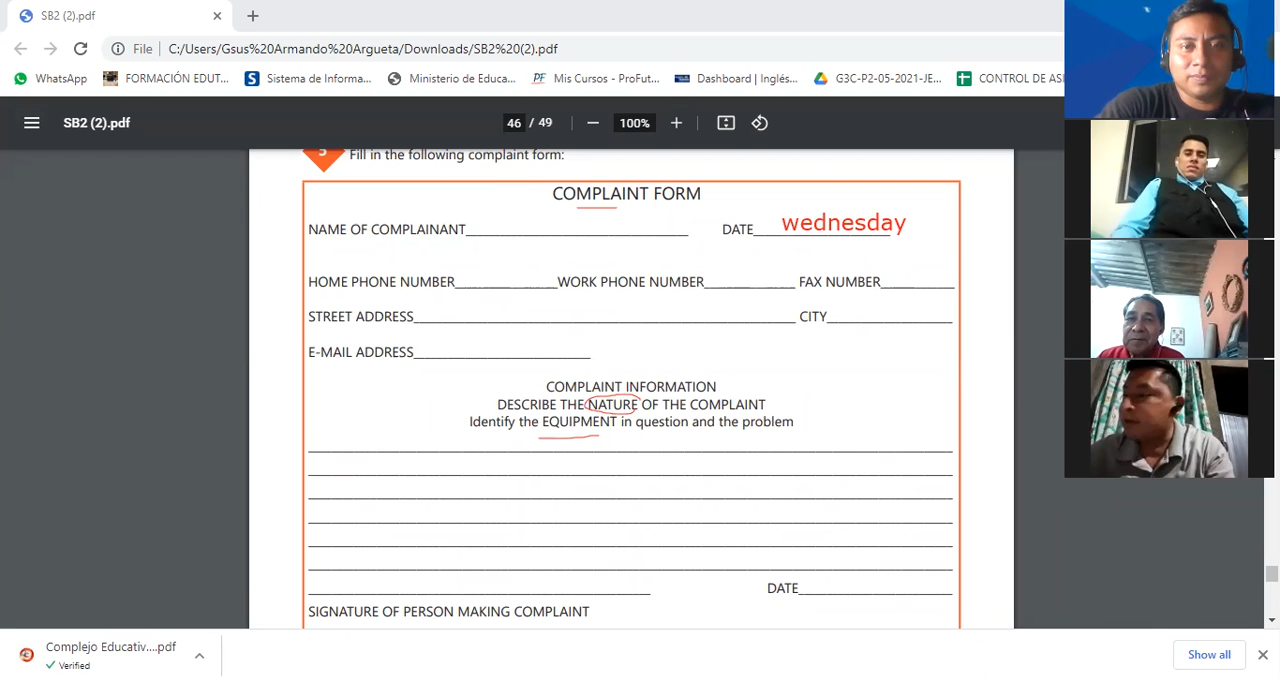 SB2 (2).pdf
File C:/Users/Gsus%20Armando%20Argueta/Downloads/SB2%20(2).pdf
WhatsApp FORMACIÓN EDUT... Sistema de Informa... Ministerio de Educa... PF Mis Cursos - ProFut... Dashboard | Inglés... G3C-P2-05-2021-JE... CONTROL DE ASI
SB2 (2).pdf 46 / 49 100%
5 Fill in the following complaint form:
COMPLAINT FORM
NAME OF COMPLAINANT DATE wednesday
HOME PHONE NUMBER WORK PHONE NUMBER FAX NUMBER
STREET ADDRESS CITY
E-MAIL ADDRESS
COMPLAINT INFORMATION
DESCRIBE THE NATURE OF THE COMPLAINT
Identify the EQUIPMENT in question and the problem
DATE
SIGNATURE OF PERSON MAKING COMPLAINT
Complejo Educativ....pdf
Verified
Show all